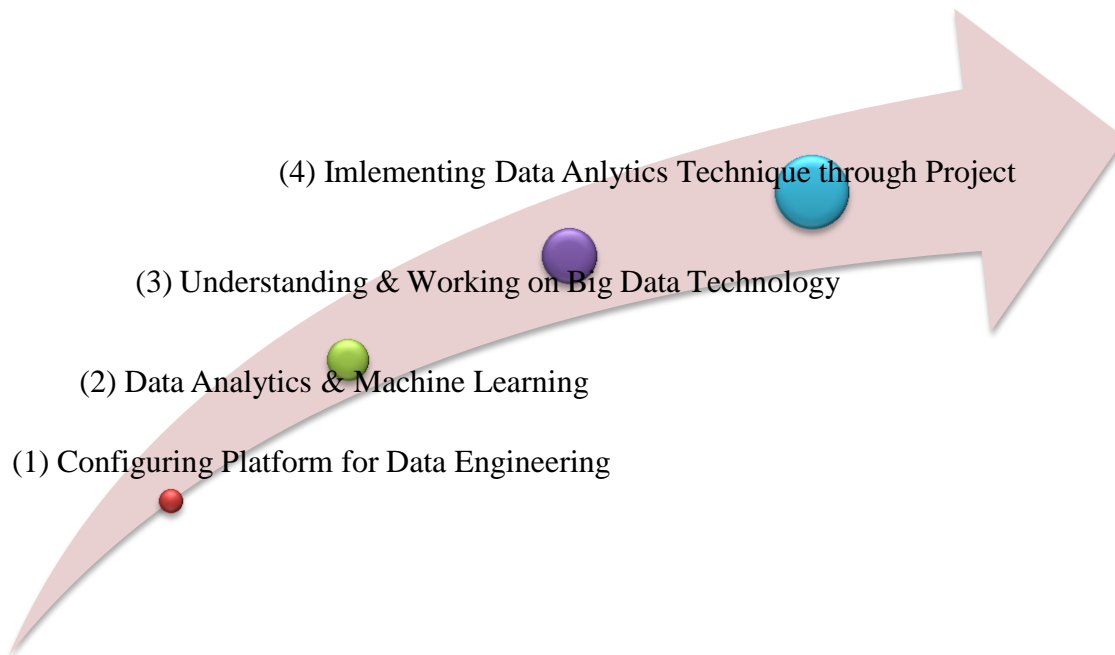 (4) Imlementing Data Anlytics Technique through Project
(3) Understanding & Working on Big Data Technology
(2) Data Analytics & Machine Learning
(1) Configuring Platform for Data Engineering